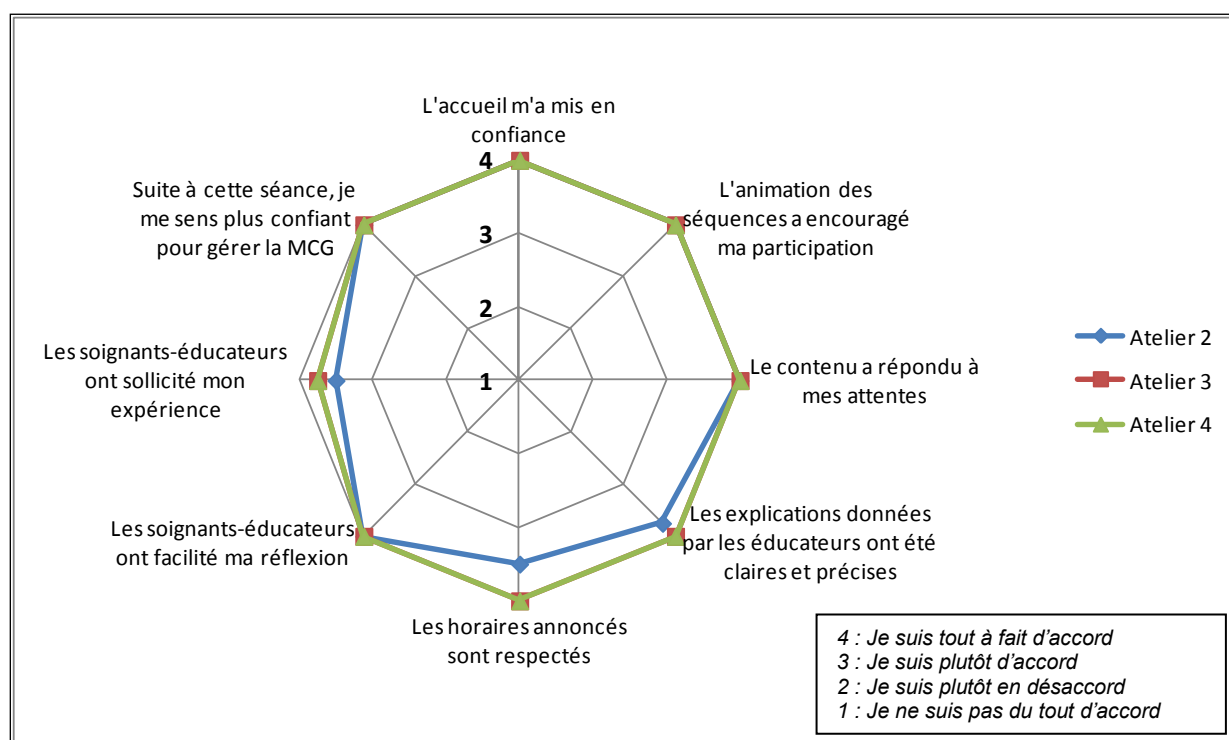 L'accueil m'a mis en
confiance
4
3
2
1
L'animation des
séquences a encouragé
ma participation
Le contenu a répondu à
mes attentes
Les explications données
par les éducateurs ont été
claires et précises
Les horaires annoncés
sont respectés
Les soignants-éducateurs
ont facilité ma réflexion
Les soignants-éducateurs
ont sollicité mon
expérience
Suite à cette séance, je
me sens plus confiant
pour gérer la MCG
Atelier 2
Atelier 3
Atelier 4
4 : Je suis tout à fait d’accord
3 : Je suis plutôt d’accord
2 : Je suis plutôt en désaccord
1 : Je ne suis pas du tout d’accord